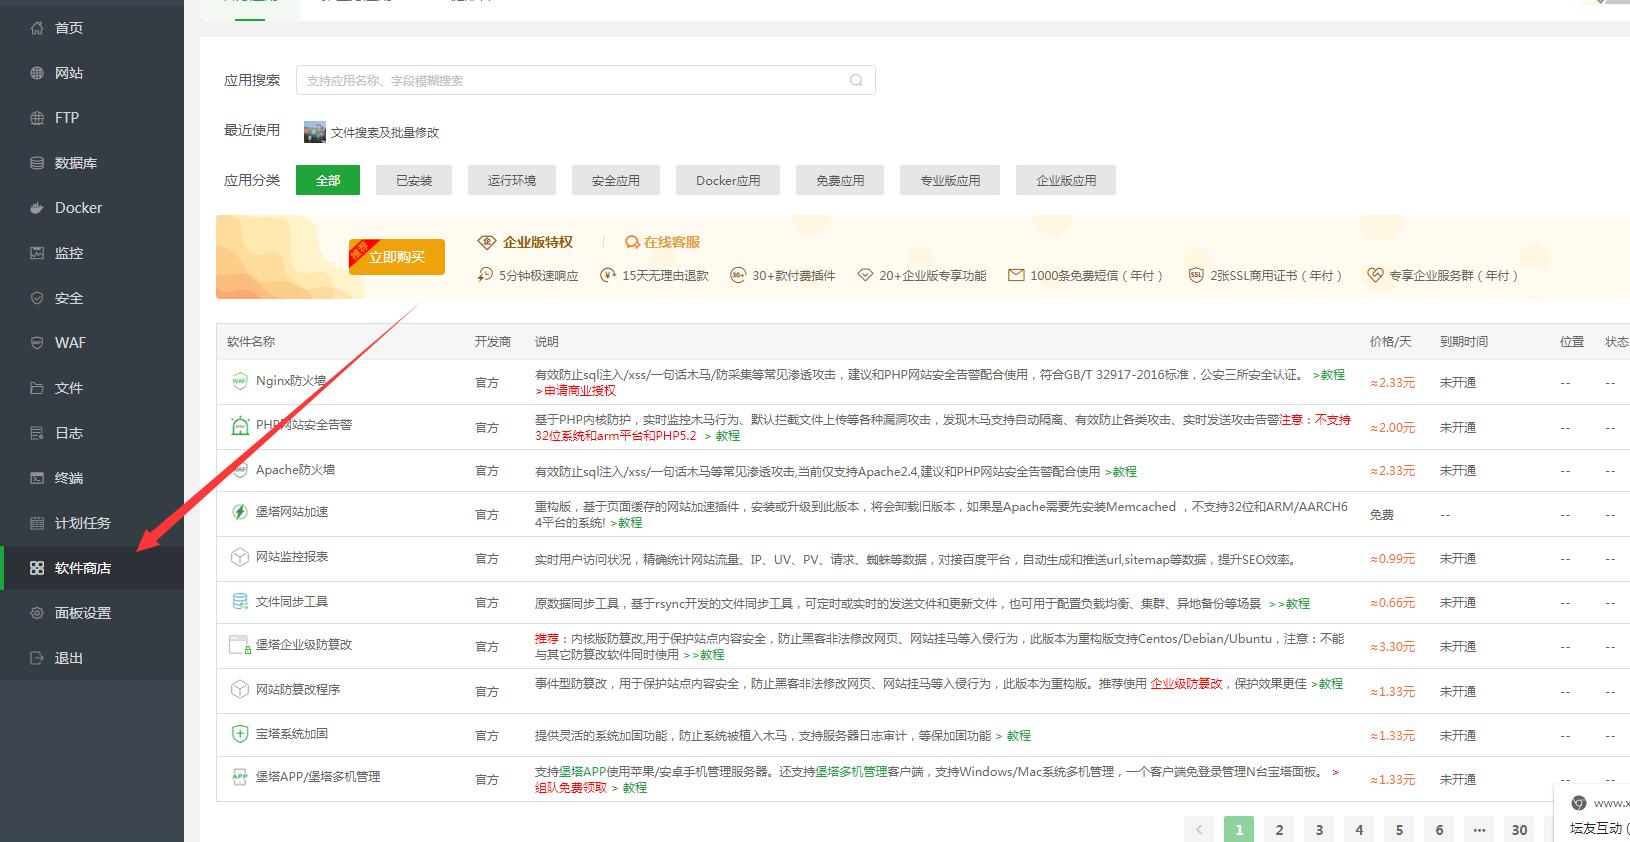 首页
网站
FTP
数据库
Docker
监控
安全
WAF
文件
日志
终端
计划任务
软件商店
面板设置
退出
应用搜索 支持应用名称、字段模糊搜索
最近使用 文件搜索及批量修改
应用分类 全部 已安装 运行环境 安全应用 Docker应用 免费应用 专业版应用 企业版应用
推荐 立即购买
企业版特权 在线客服
5分钟极速响应 15天无理由退款 30+款付费插件 20+企业版专享功能 1000条免费短信（年付） 2张SSL商用证书（年付） 专享企业服务群（年付）
软件名称 开发商 说明 价格/天 到期时间 位置 状态
Nginx防火墙 官方 有效防止sql注入/xss/一句话木马/防采集等常见渗透攻击，建议和PHP网站安全告警配合使用，符合GB/T 32917-2016标准，公安三所安全认证。 >教程 ≈2.33元 未开通 -- --
>申请商业授权
PHP网站安全告警 官方 基于PHP内核防护，实时监控木马行为、默认拦截文件上传等各种漏洞攻击，发现木马支持自动隔离、有效防止各类攻击、实时发送攻击告警注意：不支持 ≈2.00元 未开通 -- --
32位系统和arm平台和PHP5.2 > 教程
Apache防火墙 官方 有效防止sql注入/xss/一句话木马等常见渗透攻击,当前仅支持Apache2.4,建议和PHP网站安全告警配合使用 >教程 ≈2.33元 未开通 -- --
堡塔网站加速 官方 重构版，基于页面缓存的网站加速插件，安装或升级到此版本，将会卸载旧版本，如果是Apache需要先安装Memcached ，不支持32位和ARM/AARCH6 免费 -- -- --
4平台的系统! >教程
网站监控报表 官方 实时用户访问状况，精确统计网站流量、IP、UV、PV、请求、蜘蛛等数据，对接百度平台，自动生成和推送url,sitemap等数据，提升SEO效率。 ≈0.99元 未开通 -- --
文件同步工具 官方 原数据同步工具，基于rsync开发的文件同步工具，可定时或实时的发送文件和更新文件，也可用于配置负载均衡、集群、异地备份等场景 >>教程 ≈0.66元 未开通 -- --
堡塔企业级防篡改 官方 推荐：内核版防篡改,用于保护站点内容安全，防止黑客非法修改网页、网站挂马等入侵行为，此版本为重构版支持Centos/Debian/Ubuntu，注意：不能 ≈3.30元 未开通 -- --
与其它防篡改软件同时使用 >>教程
网站防篡改程序 官方 事件型防篡改，用于保护站点内容安全，防止黑客非法修改网页、网站挂马等入侵行为，此版本为重构版。推荐使用 企业级防篡改，保护效果更佳 >教程 ≈1.33元 未开通 -- --
宝塔系统加固 官方 提供灵活的系统加固功能，防止系统被植入木马，支持服务器日志审计，等保加固功能 > 教程 ≈1.33元 未开通 -- --
堡塔APP/堡塔多机管理 官方 支持堡塔APP使用苹果/安卓手机管理服务器。还支持堡塔多机管理客户端，支持Windows/Mac系统多机管理，一个客户端免登录管理N台宝塔面板。 > ≈1.33元 未开通 -- --
组队免费领取 > 教程
< 1 2 3 4 5 6 ••• 30
www.x
坛友互动 (